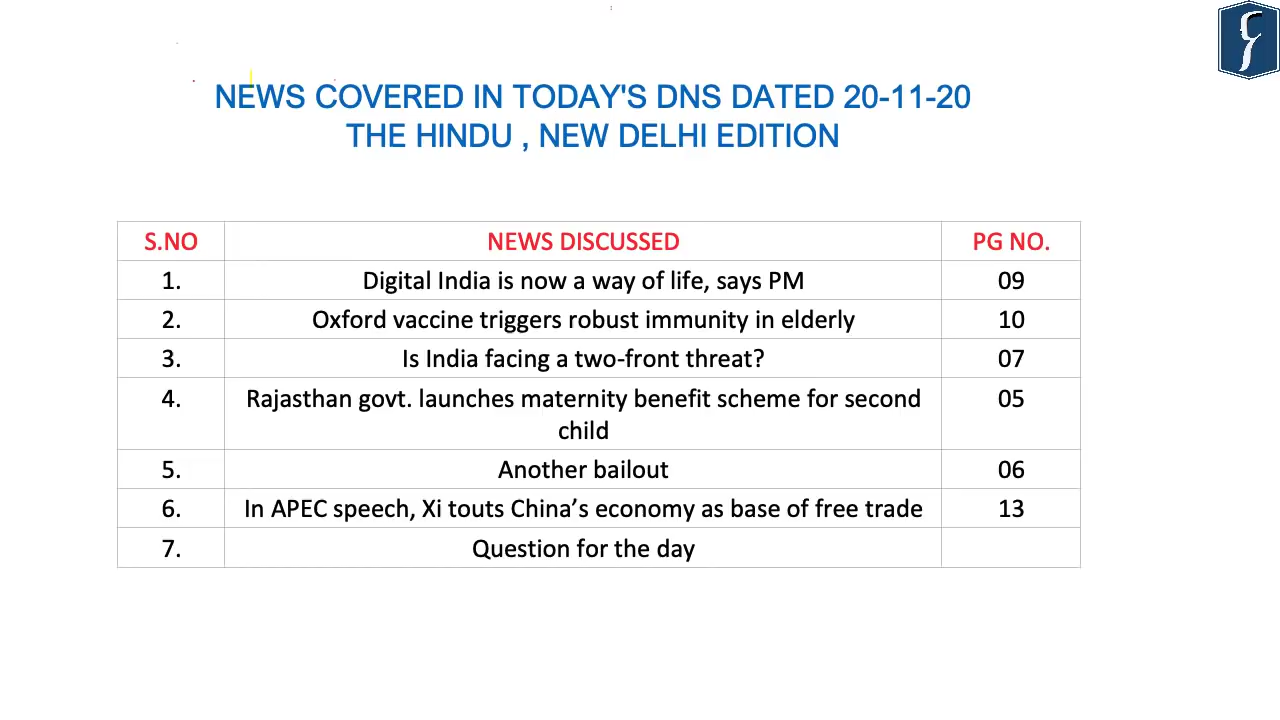 NEWS COVERED IN TODAY'S DNS DATED 20-11-20
THE HINDU , NEW DELHI EDITION
S.NO NEWS DISCUSSED PG NO.
1. Digital India is now a way of life, says PM 09
2. Oxford vaccine triggers robust immunity in elderly 10
3. Is India facing a two-front threat? 07
4. Rajasthan govt. launches maternity benefit scheme for second 05
child
5. Another bailout 06
6. In APEC speech, Xi touts China’s economy as base of free trade 13
7. Question for the day